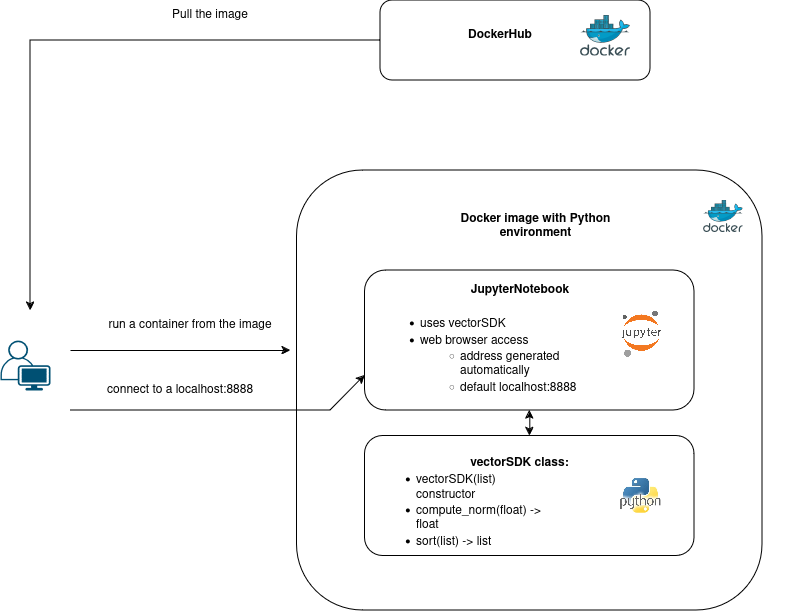 Pull the image
DockerHub
docker
Docker image with Python
environment
docker
JupyterNotebook
uses vectorSDK
web browser access
address generated
automatically
default localhost:8888
jupyter
run a container from the image
connect to a localhost:8888
vectorSDK class:
vectorSDK(list)
constructor
compute_norm(float) ->
float
sort(list) -> list
python